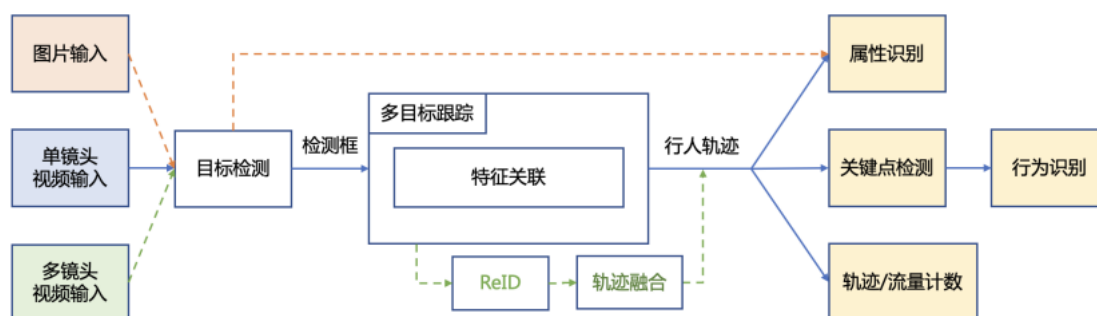 图片输入
单镜头
视频输入
多镜头
视频输入
目标检测
检测框
多目标跟踪
特征关联
ReID
轨迹融合
行人轨迹
属性识别
关键点检测
行为识别
轨迹/流量计数